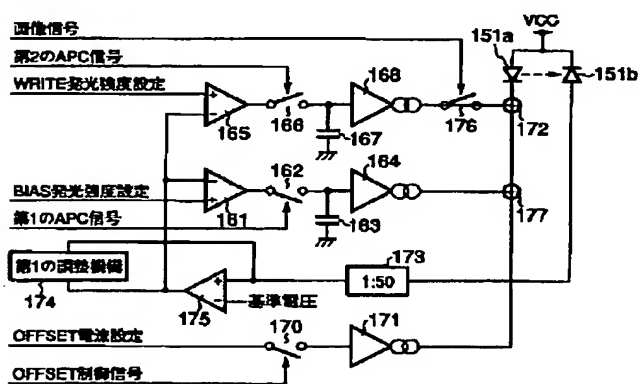 画像信号
第2のAPC信号
WRITE発光強度設定
165
166
167
168
176
VCC
151a
151b
172
BIAS発光強度設定
第1のAPC信号
161
162
163
164
177
第1の調整機構
174
175
基準電圧
173
1:50
OFFSET電流設定
170
171
OFFSET制御信号